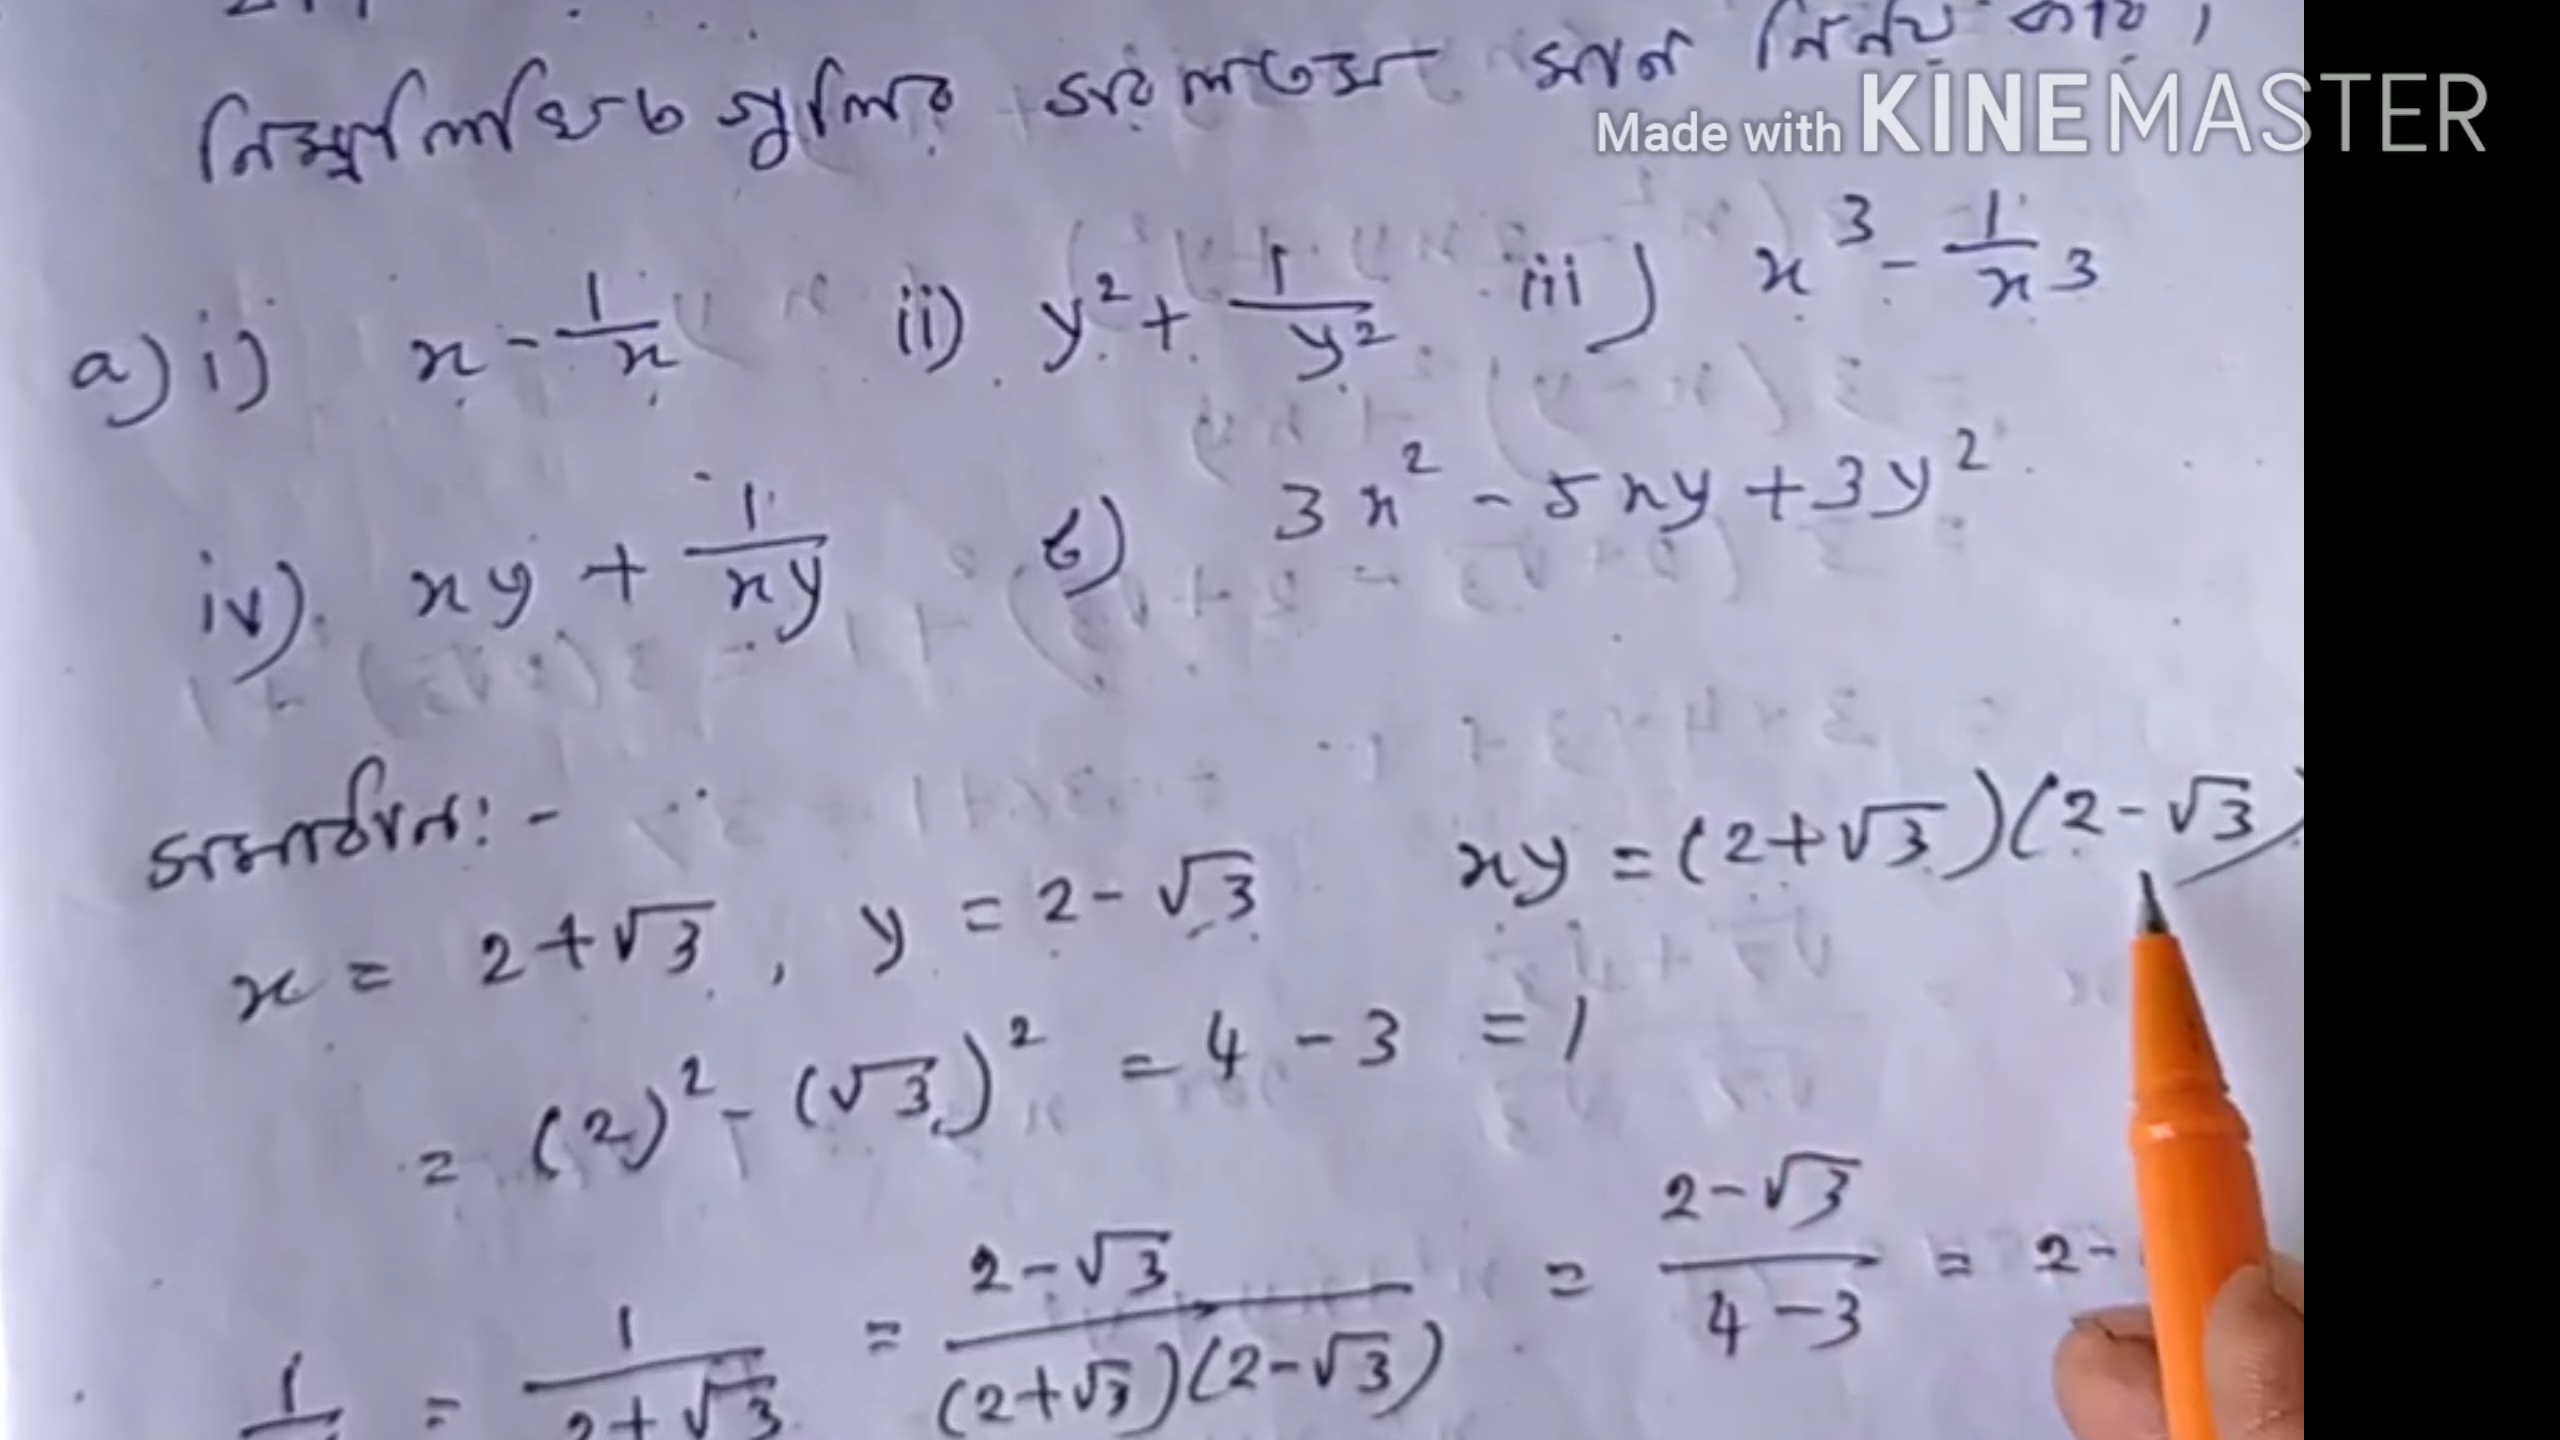 নিম্নলিখিত গুলির সরলতম মান নির্ণয় করি।
Made with KINEMASTER
a) i) x - 1/x ii) y² + 1/y² iii) x³ - 1/x³
iv) xy + 1/xy b) 3x² - 5xy + 3y²
সমাধান:-
x = 2+√3, y = 2-√3 xy = (2+√3)(2-√3)
= (2)² - (√3)² = 4 - 3 = 1
1 = 1/2+√3 = 2-√3/(2+√3)(2-√3) = 2-√3/4-3 = 2-